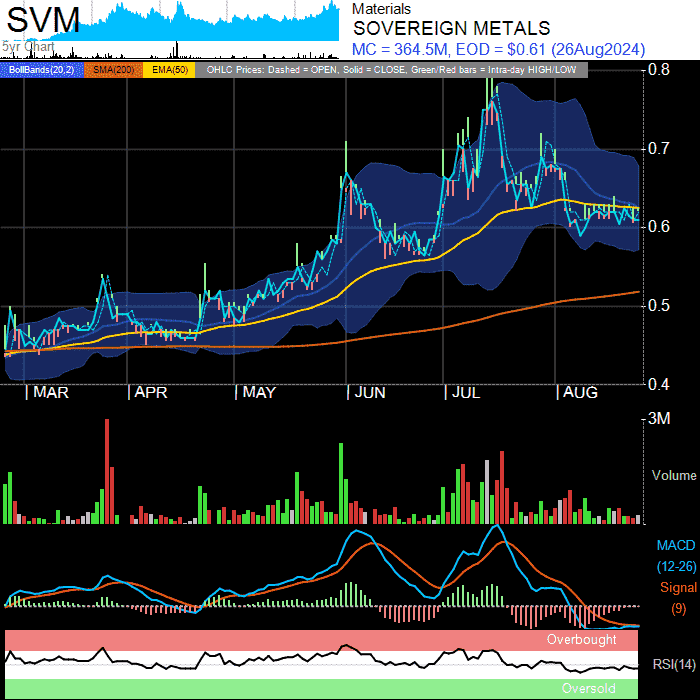 SVM
5yr Chart
Materials
SOVEREIGN METALS
MC = 364.5M, EOD = $0.61 (26Aug2024)
BollBands(20,2) SMA(200) EMA(50) OHLC Prices: Dashed = OPEN, Solid = CLOSE, Green/Red bars = Intra-day HIGH/LOW
0.8
0.7
0.6
0.5
0.4
MAR APR MAY JUN JUL AUG
3M
Volume
MACD
(12-26)
Signal
(9)
Overbought
RSI(14)
Oversold